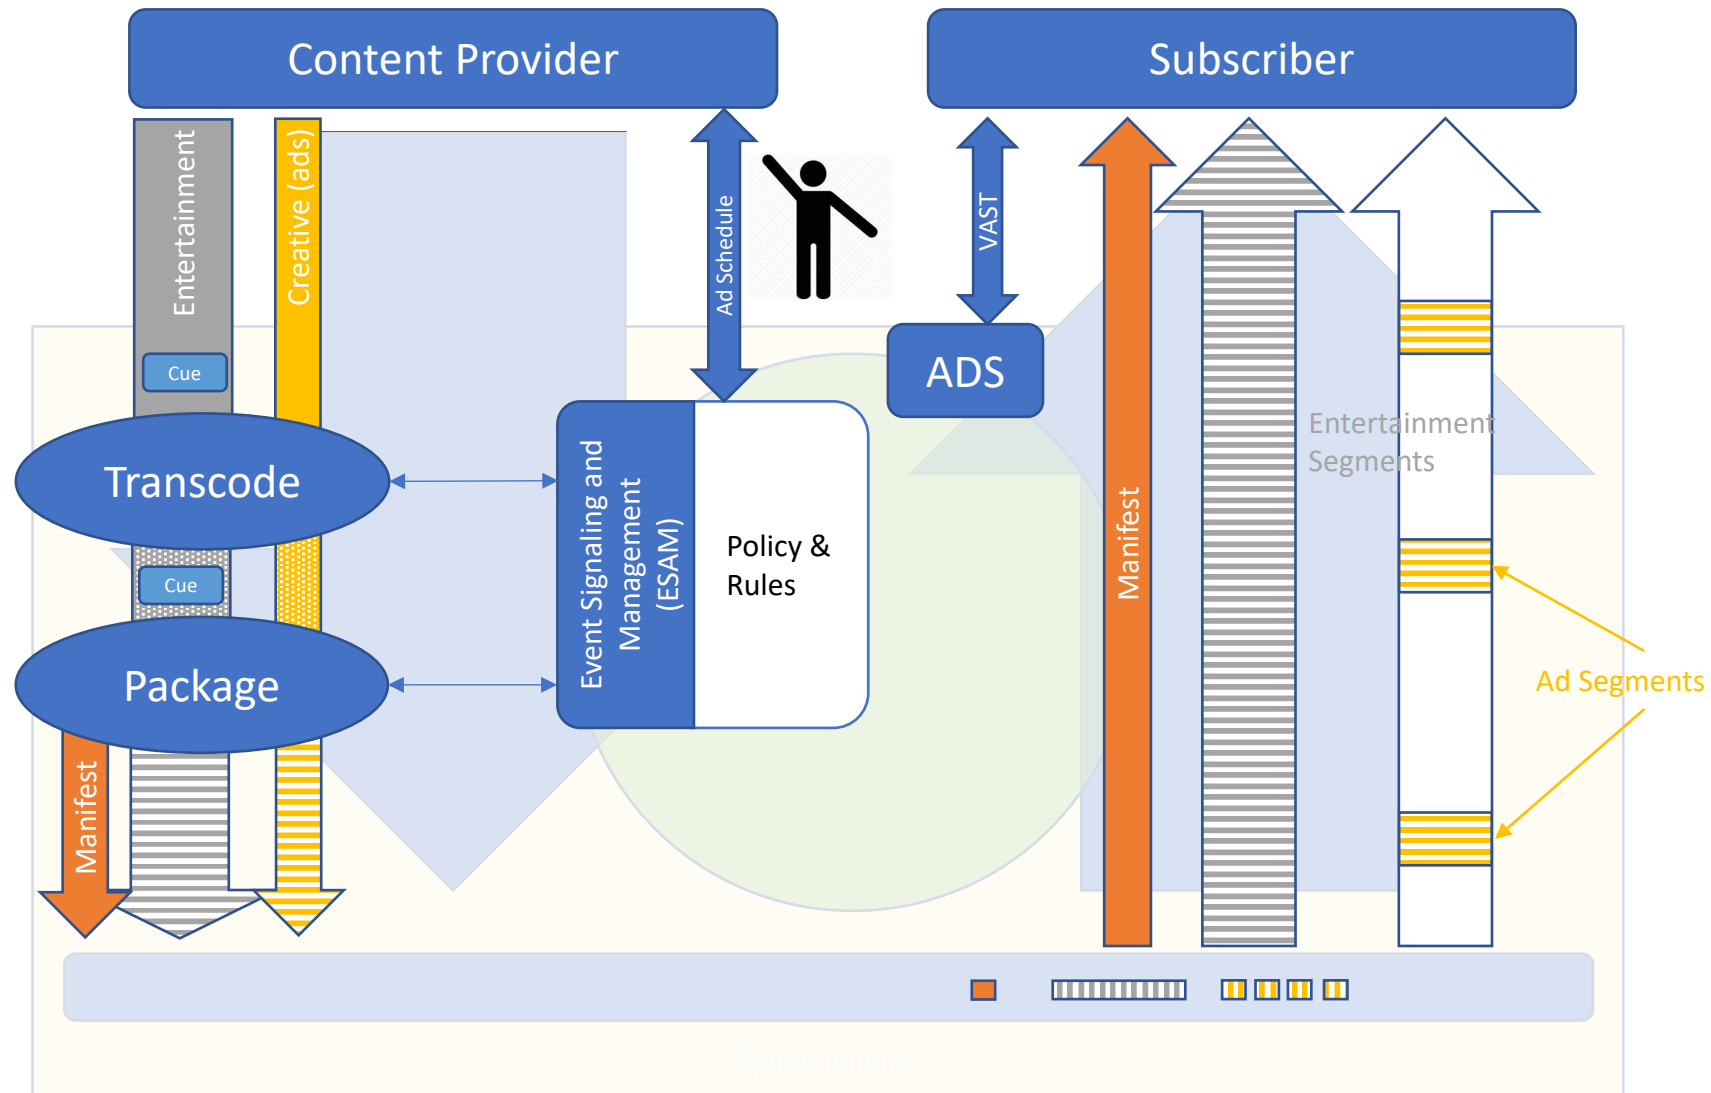 Content Provider
Subscriber
Entertainment
Creative (ads)
Ad Schedule
VAST
Cue
ADS
Transcode
Event Signaling and
Management
(ESAM)
Policy &
Rules
Entertainment
Segments
Manifest
Cue
Package
Ad Segments
Manifest
Spectrum